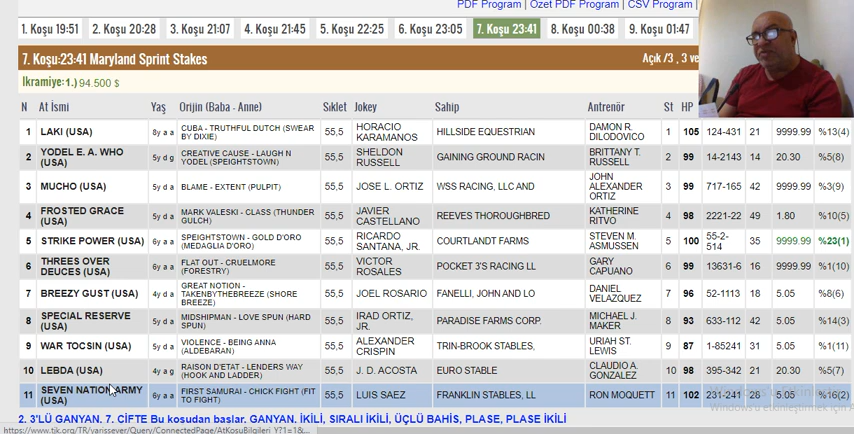 PDF Program | Özet PDF Program | CSV Program |
1. Koşu 19:51 2. Koşu 20:28 3. Koşu 21:07 4. Koşu 21:45 5. Koşu 22:25 6. Koşu 23:05 7. Koşu 23:41 8. Koşu 00:38 9. Koşu 01:47
7. Koşu:23:41 Maryland Sprint Stakes Açık /3 , 3 ve
İkramiye:1.) 94.500 $
N At İsmi Yaş Orijin (Baba - Anne) Sıklet Jokey Sahip Antrenör St HP
1 LAKI (USA) 8y a a CUBA - TRUTHFUL DUTCH (SWEAR BY DIXIE) 55,5 HORACIO KARAMANOS HILLSIDE EQUESTRIAN DAMON R. DILODOVICO 1 105 124-431 21 9999.99 %13(4)
2 YODEL E. A. WHO (USA) 5y d g CREATIVE CAUSE - LAUGH N YODEL (SPEIGHTSTOWN) 55,5 SHELDON RUSSELL GAINING GROUND RACIN BRITTANY T. RUSSELL 2 99 14-2143 14 20.30 %5(8)
3 MUCHO (USA) 5y d a BLAME - EXTENT (PULPIT) 55,5 JOSE L. ORTIZ WSS RACING, LLC AND JOHN ALEXANDER ORTIZ 3 99 717-165 42 9999.99 %3(9)
4 FROSTED GRACE (USA) 5y d a MARK VALESKI - CLASS (THUNDER GULCH) 55,5 JAVIER CASTELLANO REEVES THOROUGHBRED KATHERINE RITVO 4 98 2221-22 49 1.80 %10(5)
5 STRIKE POWER (USA) 6y a a SPEIGHTSTOWN - GOLD D'ORO (MEDAGLIA D'ORO) 55,5 RICARDO SANTANA, JR. COURTLANDT FARMS STEVEN M. ASMUSSEN 5 100 55-2-514 35 9999.99 %23(1)
6 THREES OVER DEUCES (USA) 6y a a FLAT OUT - CRUELMORE (FORESTRY) 55,5 VICTOR ROSALES POCKET 3'S RACING LL GARY CAPUANO 6 99 13631-6 16 9999.99 %1(10)
7 BREEZY GUST (USA) 4y d a GREAT NOTION - TAKENBYTHEBREEZE (SHORE BREEZE) 55,5 JOEL ROSARIO FANELLI, JOHN AND LO DANIEL VELAZQUEZ 7 96 52-1113 18 5.05 %8(6)
8 SPECIAL RESERVE (USA) 5y d a MIDSHIPMAN - LOVE SPUN (HARD SPUN) 55,5 IRAD ORTIZ, JR. PARADISE FARMS CORP. MICHAEL J. MAKER 8 93 633-112 42 5.05 %14(3)
9 WAR TOCSIN (USA) 5y d a VIOLENCE - BEING ANNA (ALDEBARAN) 55,5 ALEXANDER CRISPIN TRIN-BROOK STABLES, URIAH ST. LEWIS 9 87 1-85241 31 5.05 %1(11)
10 LEBDA (USA) 4y a g RAISON D'ETAT - LENDERS WAY (HOOK AND LADDER) 55,5 J. D. ACOSTA EURO STABLE CLAUDIO A. GONZALEZ 10 98 395-342 21 20.30 %5(7)
11 SEVEN NATION ARMY (USA) 6y a a FIRST SAMURAI - CHICK FIGHT (FIT TO FIGHT) 55,5 LUIS SAEZ FRANKLIN STABLES, LL RON MOQUETT 11 102 231-241 28 5.05 %16(2)
2. 3'LÜ GANYAN. 7. ÇİFTE Bu koşudan başlar. GANYAN. İKİLİ, SIRALI İKİLİ, ÜÇLÜ BAHİS, PLASE, PLASE İKİLİ